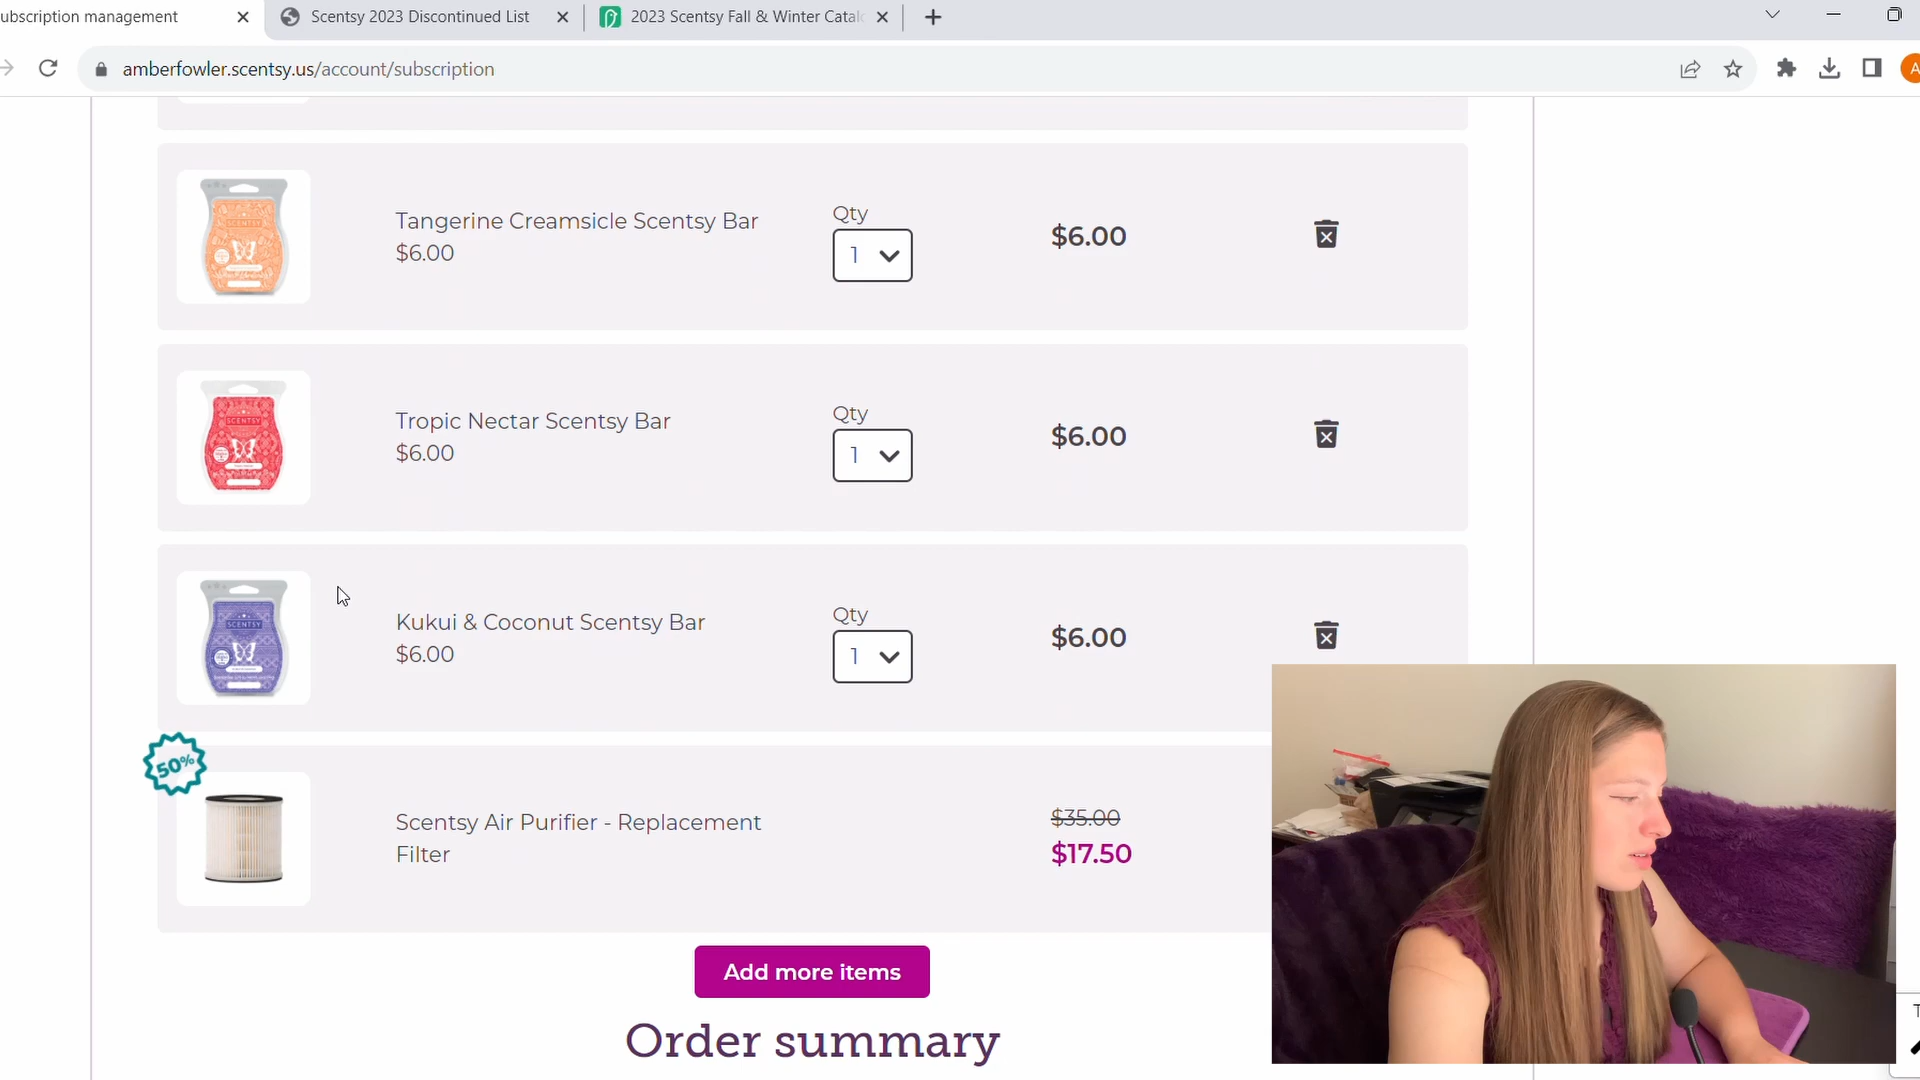 ubscription management
Scentsy 2023 Discontinued List
2023 Scentsy Fall & Winter Catal
amberfowler.scentsy.us/account/subscription
A
Tangerine Creamsicle Scentsy Bar
$6.00
Qty
1
$6.00
SCENTSY
Tropic Nectar Scentsy Bar
$6.00
Qty
1
$6.00
SCENTSY
Kukui & Coconut Scentsy Bar
$6.00
Qty
1
$6.00
SCENTSY
50%
Scentsy Air Purifier - Replacement
Filter
$35.00
$17.50
Add more items
Order summary
T